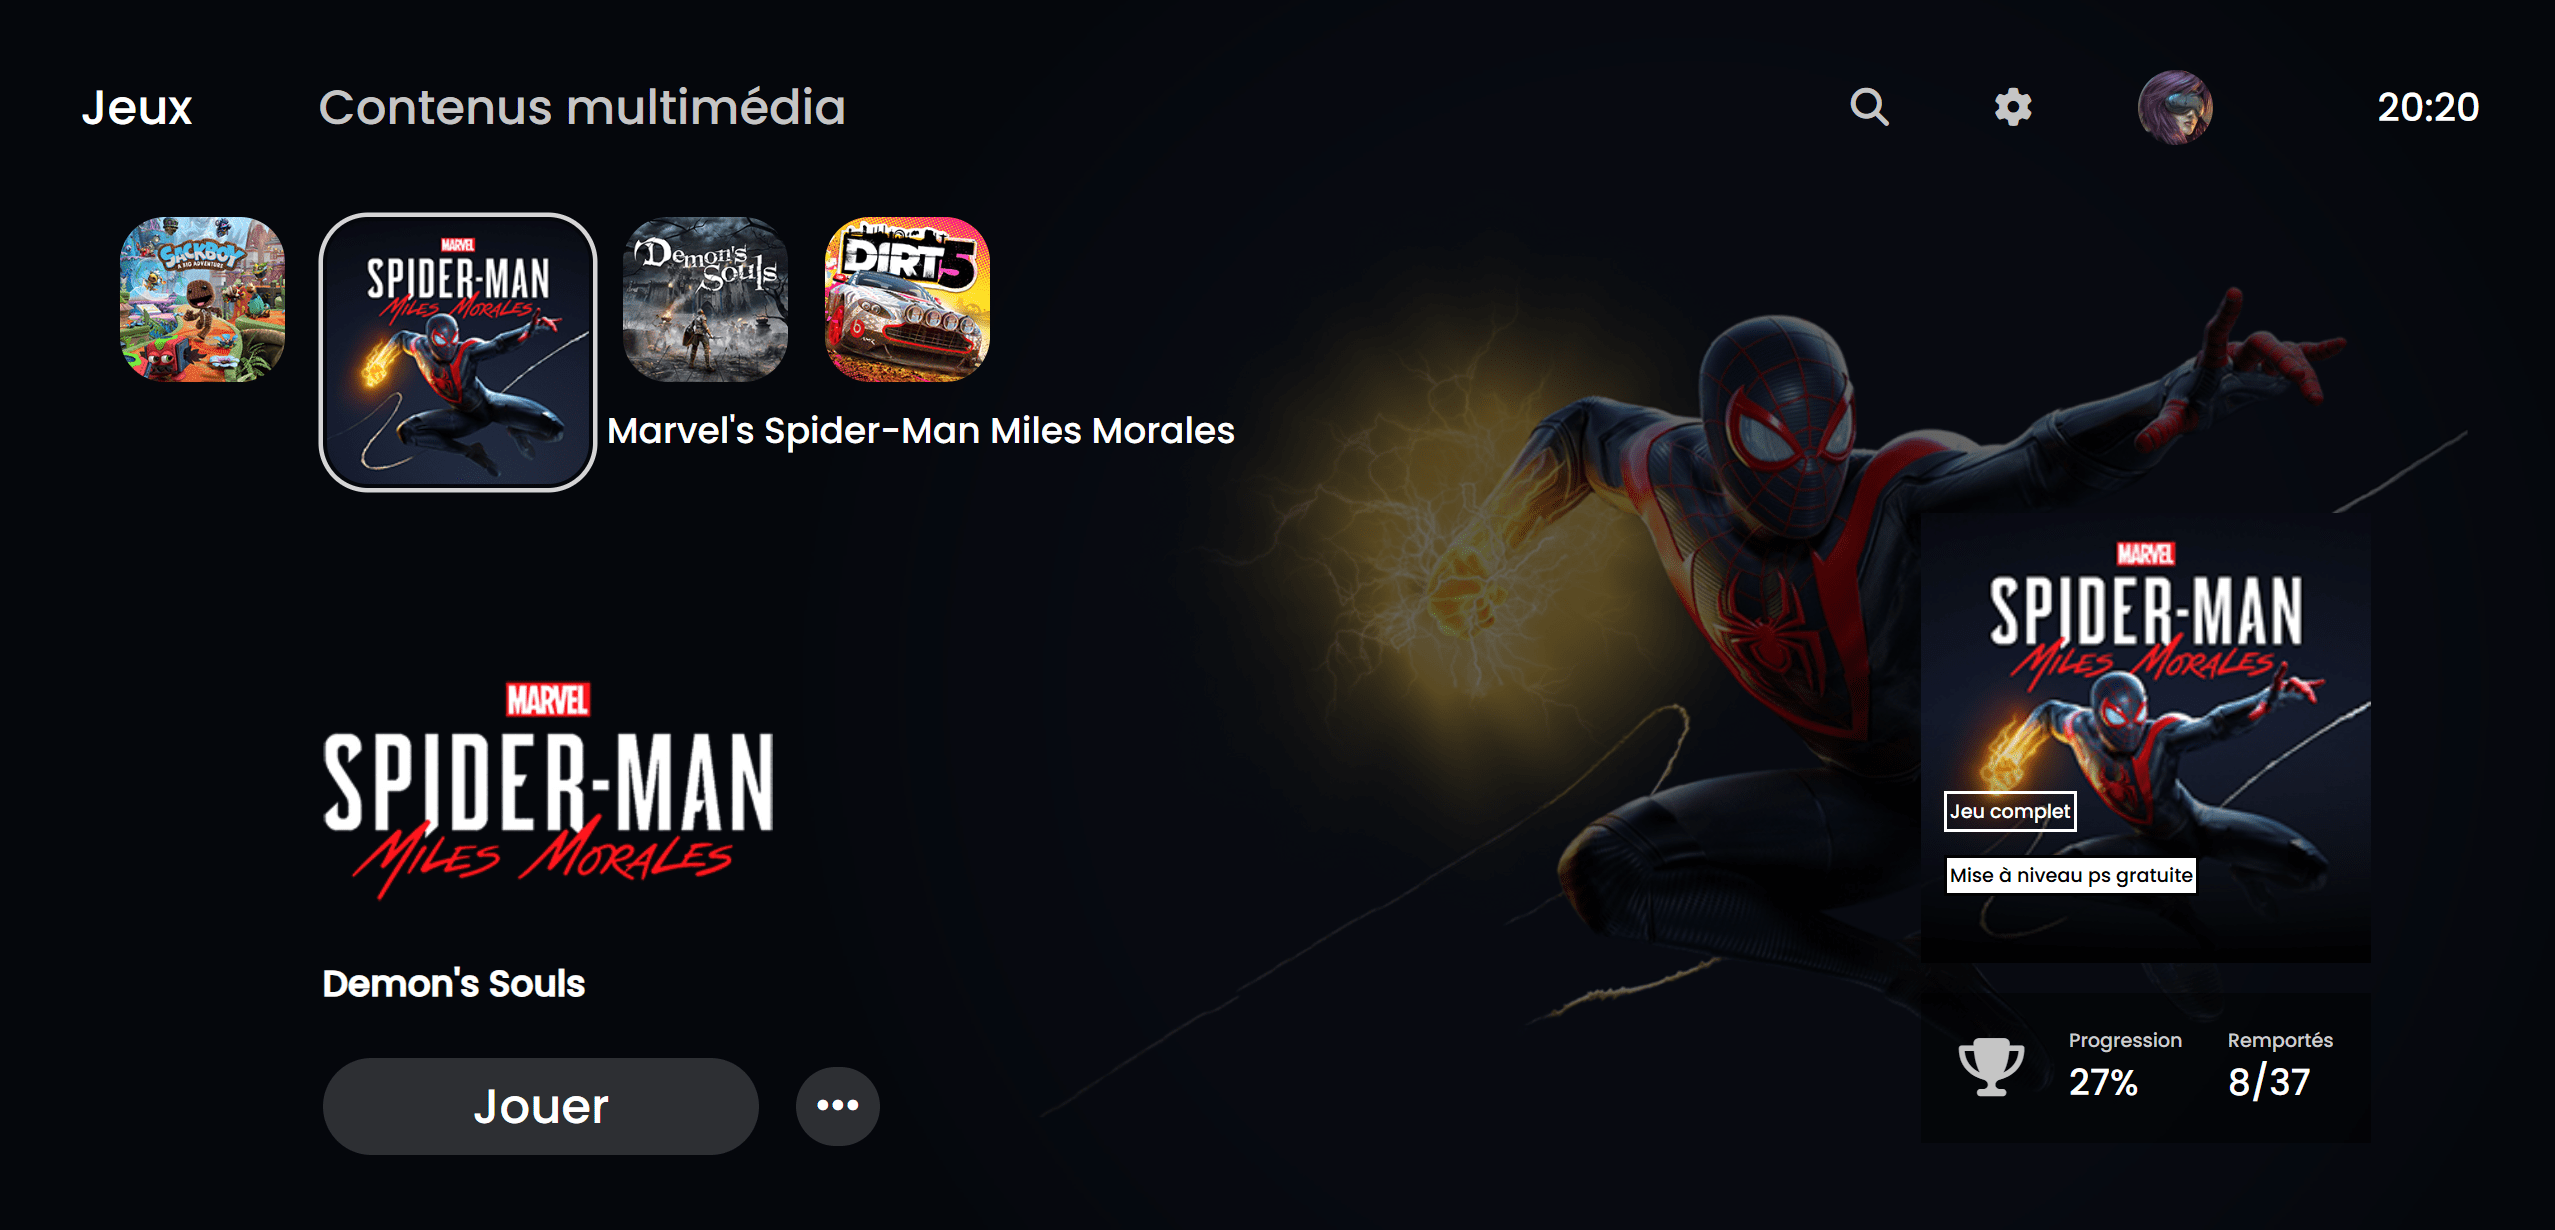 Jeux
Contenus multimédia
20:20
SACKBOY
A BIG ADVENTURE
MARVEL
SPIDER-MAN
MILES MORALES
Demon's
Souls
DIRT 5
Marvel's Spider-Man Miles Morales
MARVEL
SPIDER-MAN
MILES MORALES
Demon's Souls
Jouer
MARVEL
SPIDER-MAN
MILES MORALES
Jeu complet
Mise à niveau ps gratuite
Progression
Remportés
27%
8/37